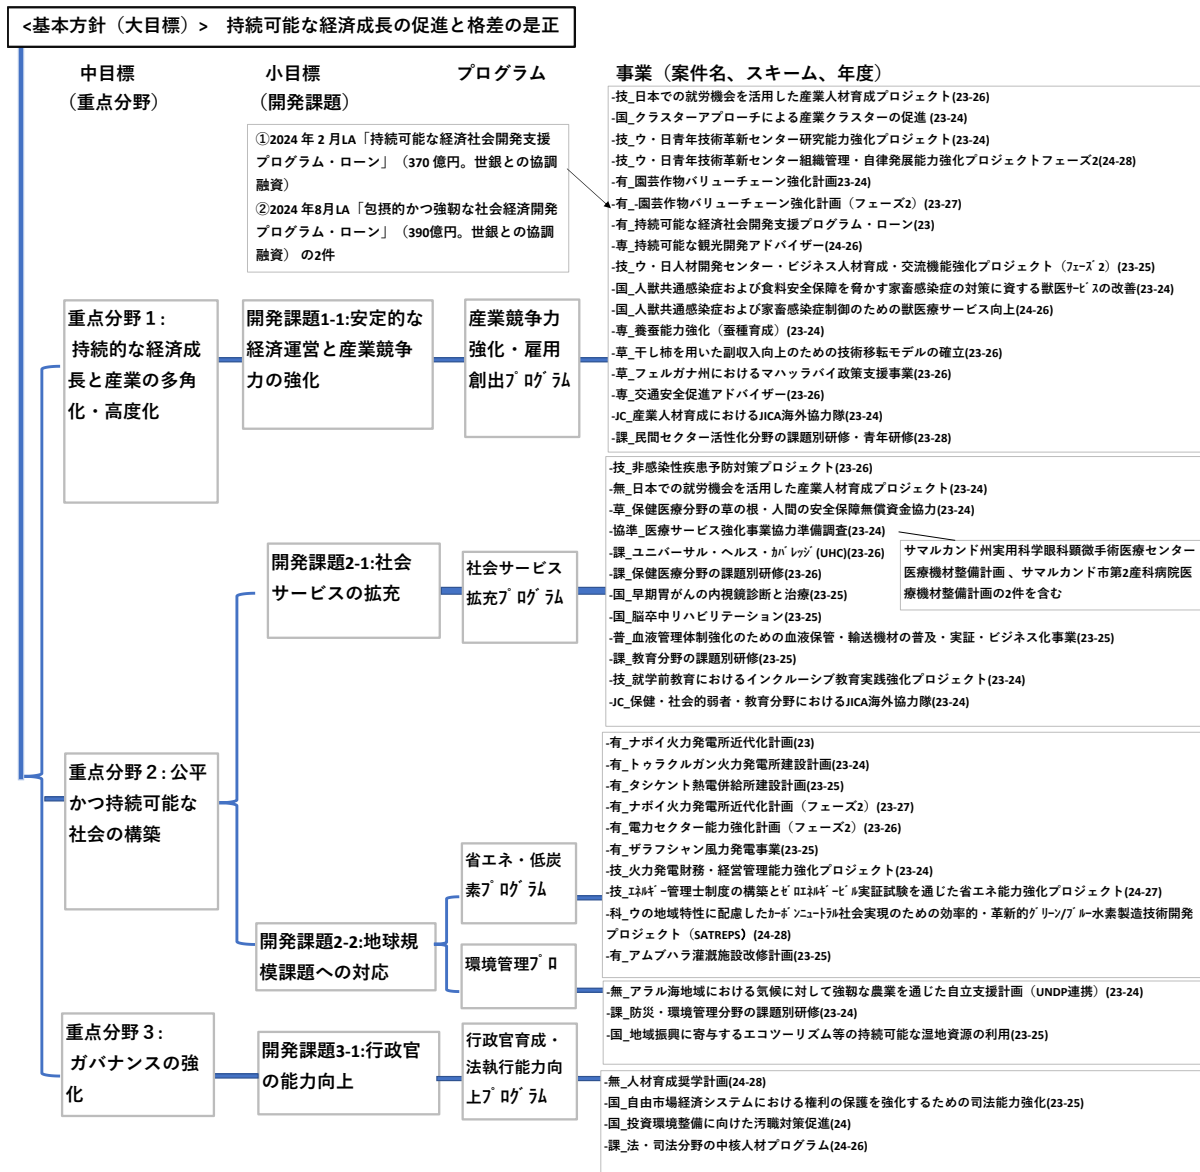 <基本方針（大目標）>　持続可能な経済成長の促進と格差の是正
中目標
（重点分野）
小目標
（開発課題）
プログラム
事業（案件名、スキーム、年度）
①2024 年 2 月LA「持続可能な経済社会開発支援
プログラム・ローン」（370 億円。世銀との協調
融資）
②2024 年8月LA「包摂的かつ強靭な社会経済開発
プログラム・ローン」（390億円。世銀との協調
融資） の2件
重点分野１:
持続的な経済成
長と産業の多角
化・高度化
開発課題1-1:安定的な
経済運営と産業競争
力の強化
産業競争力
強化・雇用
創出ﾌﾟﾛｸﾞﾗﾑ
-技_日本での就労機会を活用した産業人材育成プロジェクト(23-26)
-国_クラスターアプローチによる産業クラスターの促進 (23-24)
-技_ウ・日青年技術革新センター研究能力強化プロジェクト(23-24)
-技_ウ・日青年技術革新センター組織管理・自律発展能力強化プロジェクトフェーズ2(24-28)
-有_園芸作物バリューチェーン強化計画23-24)
-有_-園芸作物バリューチェーン強化計画（フェーズ2）(23-27)
-有_持続可能な経済社会開発支援プログラム・ローン(23)
-専_持続可能な観光開発アドバイザー(24-26)
-技_ウ・日人材開発センター・ビジネス人材育成・交流機能強化プロジェクト（ﾌｪｰｽﾞ 2）(23-25)
-国_人獣共通感染症および食料安全保障を脅かす家畜感染症の対策に資する獣医ｻｰﾋﾞｽの改善(23-24)
-国_人獣共通感染症および家畜感染症制御のための獣医療サービス向上(24-26)
-専_養蚕能力強化（蚕種育成）(23-24)
-草_干し柿を用いた副収入向上のための技術移転モデルの確立(23-26)
-草_フェルガナ州におけるマハッラバイ政策支援事業(23-26)
-専_交通安全促進アドバイザー(23-26)
-JC_産業人材育成におけるJICA海外協力隊(23-24)
-課_民間セクター活性化分野の課題別研修・青年研修(23-28)
重点分野２:公平
かつ持続可能な
社会の構築
開発課題2-1:社会
サービスの拡充
社会サービス
拡充ﾌﾟﾛｸﾞﾗﾑ
-技_非感染性疾患予防対策プロジェクト(23-26)
-無_日本での就労機会を活用した産業人材育成プロジェクト(23-24)
-草_保健医療分野の草の根・人間の安全保障無償資金協力(23-24)
-協準_医療サービス強化事業協力準備調査(23-24)
-課_ユニバーサル・ヘルス・ｶﾊﾞﾚｯｼﾞ(UHC)(23-26)
-課_保健医療分野の課題別研修(23-26)
-国_早期胃がんの内視鏡診断と治療(23-25)
-国_脳卒中リハビリテーション(23-25)
-普_血液管理体制強化のための血液保管・輸送機材の普及・実証・ビジネス化事業(23-25)
-課_教育分野の課題別研修(23-25)
-技_就学前教育におけるインクルーシブ教育実践強化プロジェクト(23-24)
-JC_保健・社会的弱者・教育分野におけるJICA海外協力隊(23-24)
サマルカンド州実用科学眼科顕微手術医療センター
医療機材整備計画 、サマルカンド市第2産科病院医
療機材整備計画の2件を含む
開発課題2-2:地球規
模課題への対応
省エネ・低炭
素ﾌﾟﾛｸﾞﾗﾑ
-有_ナボイ火力発電所近代化計画(23)
-有_トゥラクルガン火力発電所建設計画(23-24)
-有_タシケント熱電併給所建設計画(23-25)
-有_ナボイ火力発電所近代化計画（フェーズ2）(23-27)
-有_電力セクター能力強化計画（フェーズ2）(23-26)
-有_ザラフシャン風力発電事業(23-25)
-技_火力発電財務・経営管理能力強化プロジェクト(23-24)
-技_ｴﾈﾙｷﾞｰ管理士制度の構築とｾﾞﾛｴﾈﾙｷﾞｰﾋﾞﾙ実証試験を通じた省エネ能力強化プロジェクト(24-27)
-科_ウの地域特性に配慮したｶｰﾎﾞﾝﾆｭｰﾄﾗﾙ社会実現のための効率的・革新的ｸﾞﾘｰﾝ/ﾌﾞﾙｰ水素製造技術開発
プロジェクト（SATREPS）(24-28)
-有_アムブハラ灌漑施設改修計画(23-25)
環境管理ﾌﾟﾛ
-無_アラル海地域における気候に対して強靭な農業を通じた自立支援計画（UNDP連携）(23-24)
-課_防災・環境管理分野の課題別研修(23-24)
-国_地域振興に寄与するエコツーリズム等の持続可能な湿地資源の利用(23-25)
重点分野３:
ガバナンスの強
化
開発課題3-1:行政官
の能力向上
行政官育成・
法執行能力向
上ﾌﾟﾛｸﾞﾗﾑ
-無_人材育成奨学計画(24-28)
-国_自由市場経済システムにおける権利の保護を強化するための司法能力強化(23-25)
-国_投資環境整備に向けた汚職対策促進(24)
-課_法・司法分野の中核人材プログラム(24-26)